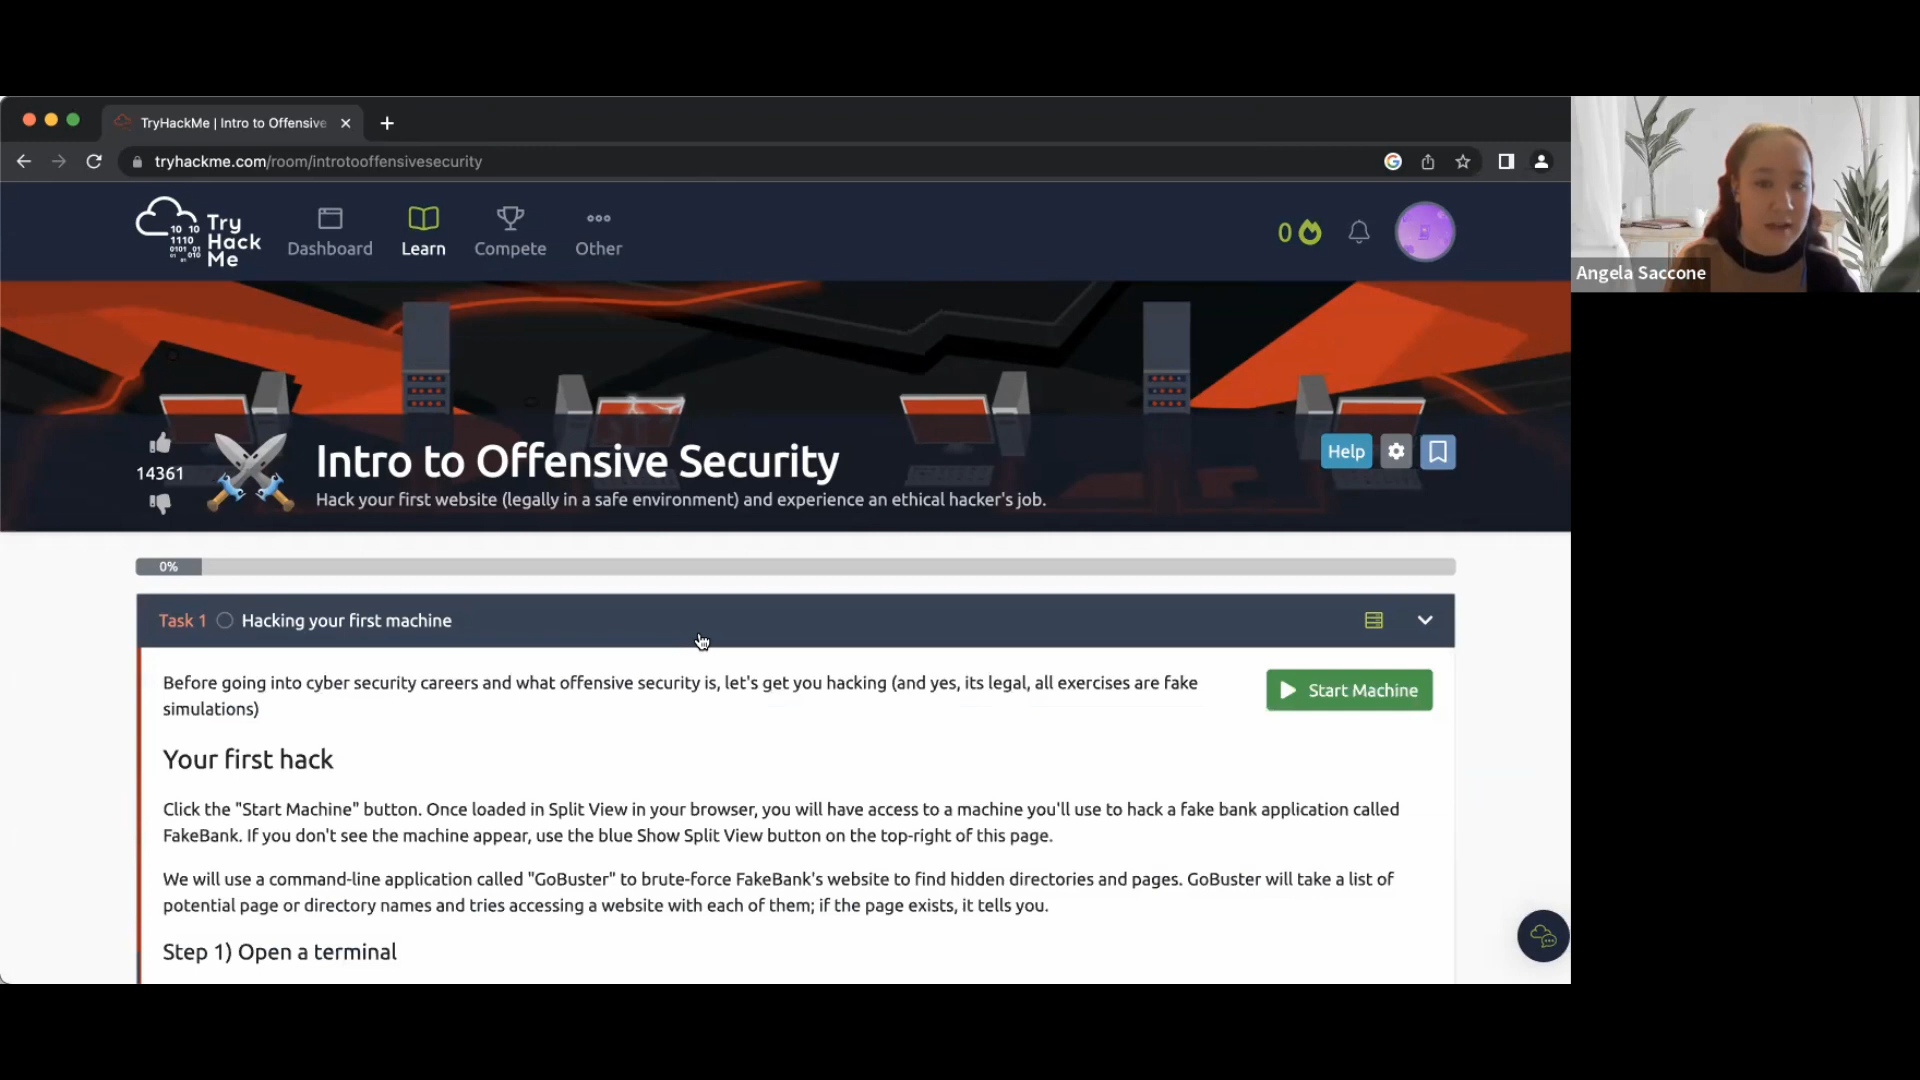 TryHackMe | Intro to Offensive
tryhackme.com/room/introtooffensivesecurity
Try
Hack
Me
10 10
1110
0101 01
01 010
Dashboard
Learn
Compete
Other
0
Angela Saccone
14361
Intro to Offensive Security
Hack your first website (legally in a safe environment) and experience an ethical hacker's job.
Help
0%
Task 1 Hacking your first machine
Before going into cyber security careers and what offensive security is, let's get you hacking (and yes, its legal, all exercises are fake
simulations)
Start Machine
Your first hack
Click the "Start Machine" button. Once loaded in Split View in your browser, you will have access to a machine you'll use to hack a fake bank application called
FakeBank. If you don't see the machine appear, use the blue Show Split View button on the top-right of this page.
We will use a command-line application called "GoBuster" to brute-force FakeBank's website to find hidden directories and pages. GoBuster will take a list of
potential page or directory names and tries accessing a website with each of them; if the page exists, it tells you.
Step 1) Open a terminal